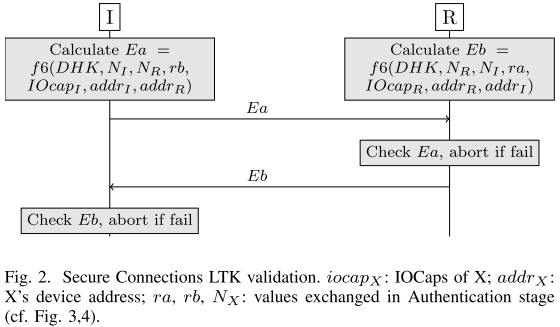 I
R
Calculate Ea =
f6(DHK, N_I, N_R, rb,
IOcap_I, addr_I, addr_R)
Calculate Eb =
f6(DHK, N_R, N_I, ra,
IOcap_R, addr_R, addr_I)
Ea
Check Ea, abort if fail
Eb
Check Eb, abort if fail
Fig. 2. Secure Connections LTK validation. iocap_X: IOCaps of X; addr_X:
X's device address; ra, rb, N_X: values exchanged in Authentication stage
(cf. Fig. 3,4).